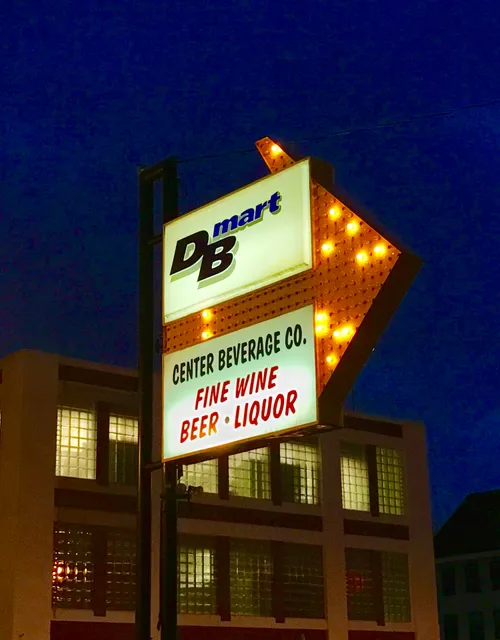 DB mart
CENTER BEVERAGE CO.
FINE WINE
BEER • LIQUOR